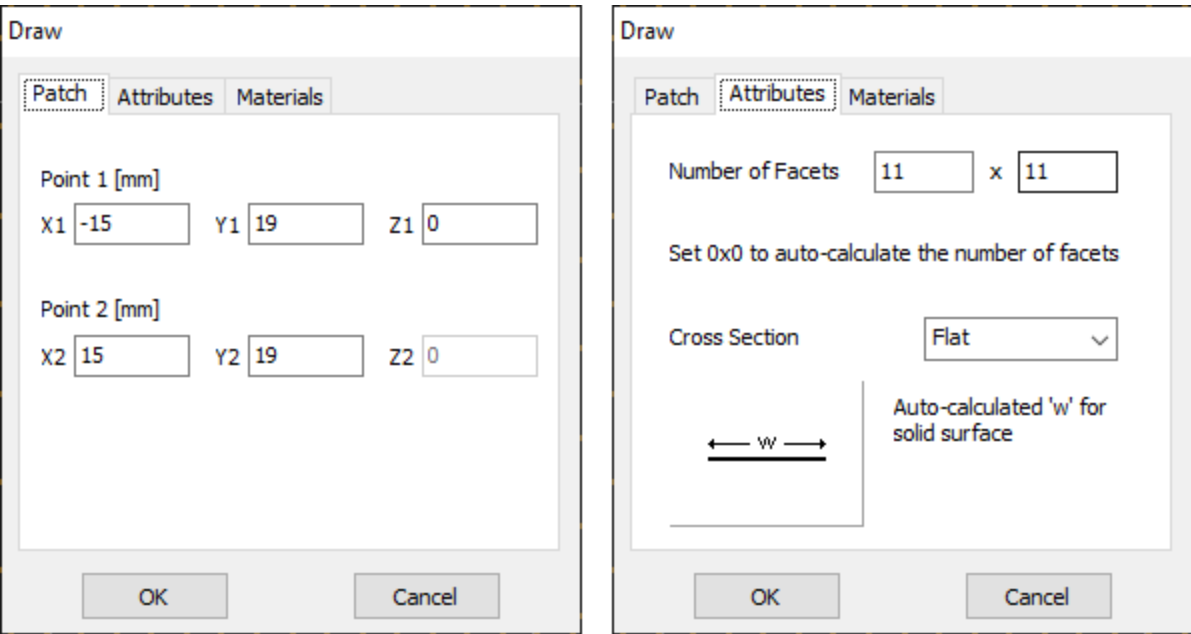 Draw
Patch Attributes Materials
Point 1 [mm]
X1 -15 Y1 19 Z1 0
Point 2 [mm]
X2 15 Y2 19 Z2 0
OK Cancel
Draw
Patch Attributes Materials
Number of Facets 11 x 11
Set 0x0 to auto-calculate the number of facets
Cross Section Flat
w
Auto-calculated 'w' for
solid surface
OK Cancel